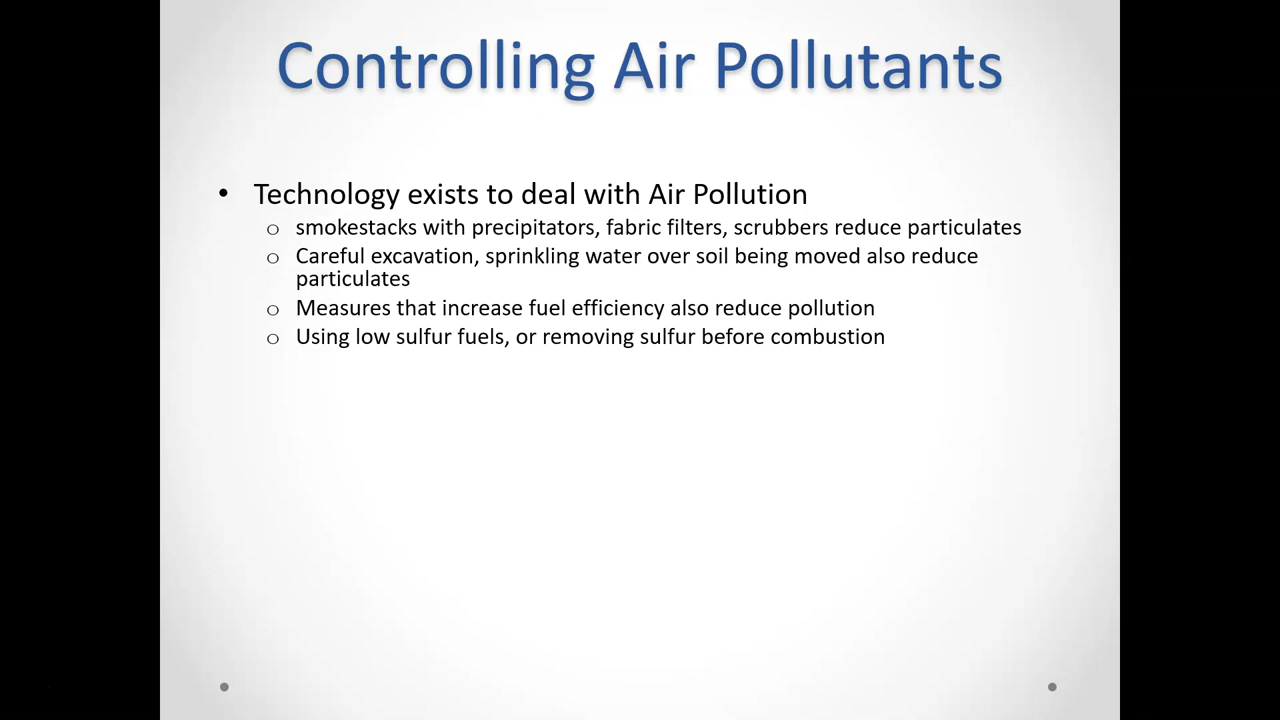 Controlling Air Pollutants
• Technology exists to deal with Air Pollution
o smokestacks with precipitators, fabric filters, scrubbers reduce particulates
o Careful excavation, sprinkling water over soil being moved also reduce
particulates
o Measures that increase fuel efficiency also reduce pollution
o Using low sulfur fuels, or removing sulfur before combustion